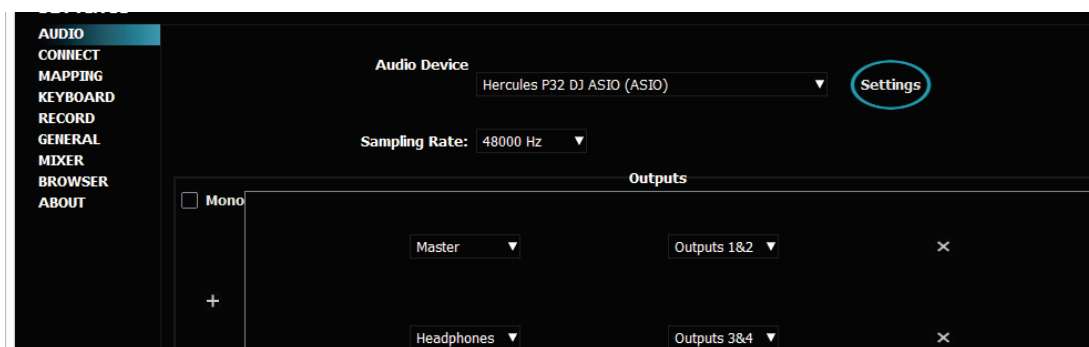 AUDIO
CONNECT
MAPPING
KEYBOARD
RECORD
GENERAL
MIXER
BROWSER
ABOUT
Audio Device
Hercules P32 DJ ASIO (ASIO)
Settings
Sampling Rate: 48000 Hz
Outputs
Mono
Master Outputs 1&2
Headphones Outputs 3&4